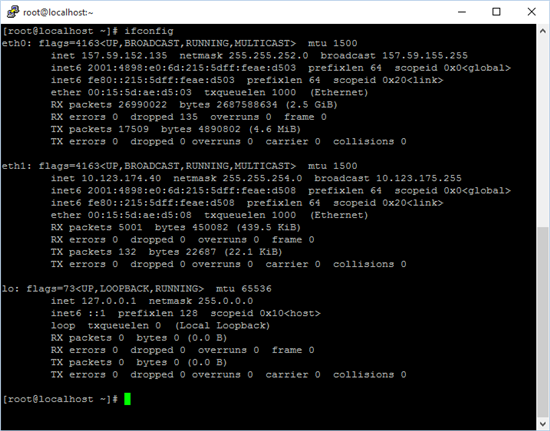 root@localhost:~
[root@localhost ~]# ifconfig
eth0: flags=4163<UP,BROADCAST,RUNNING,MULTICAST>  mtu 1500
        inet 157.59.152.135  netmask 255.255.252.0  broadcast 157.59.155.255
        inet6 2001:4898:e0:6d:215:5dff:feae:d503  prefixlen 64  scopeid 0x0<global>
        inet6 fe80::215:5dff:feae:d503  prefixlen 64  scopeid 0x20<link>
        ether 00:15:5d:ae:d5:03  txqueuelen 1000  (Ethernet)
        RX packets 26990022  bytes 2687588634 (2.5 GiB)
        RX errors 0  dropped 135  overruns 0  frame 0
        TX packets 17509  bytes 4890802 (4.6 MiB)
        TX errors 0  dropped 0 overruns 0  carrier 0  collisions 0

eth1: flags=4163<UP,BROADCAST,RUNNING,MULTICAST>  mtu 1500
        inet 10.123.174.40  netmask 255.255.254.0  broadcast 10.123.175.255
        inet6 2001:4898:e0:6d:215:5dff:feae:d508  prefixlen 64  scopeid 0x0<global>
        inet6 fe80::215:5dff:feae:d508  prefixlen 64  scopeid 0x20<link>
        ether 00:15:5d:ae:d5:08  txqueuelen 1000  (Ethernet)
        RX packets 5001  bytes 450082 (439.5 KiB)
        RX errors 0  dropped 0  overruns 0  frame 0
        TX packets 132  bytes 22687 (22.1 KiB)
        TX errors 0  dropped 0 overruns 0  carrier 0  collisions 0

lo: flags=73<UP,LOOPBACK,RUNNING>  mtu 65536
        inet 127.0.0.1  netmask 255.0.0.0
        inet6 ::1  prefixlen 128  scopeid 0x10<host>
        loop  txqueuelen 0  (Local Loopback)
        RX packets 0  bytes 0 (0.0 B)
        RX errors 0  dropped 0  overruns 0  frame 0
        TX packets 0  bytes 0 (0.0 B)
        TX errors 0  dropped 0 overruns 0  carrier 0  collisions 0

[root@localhost ~]#